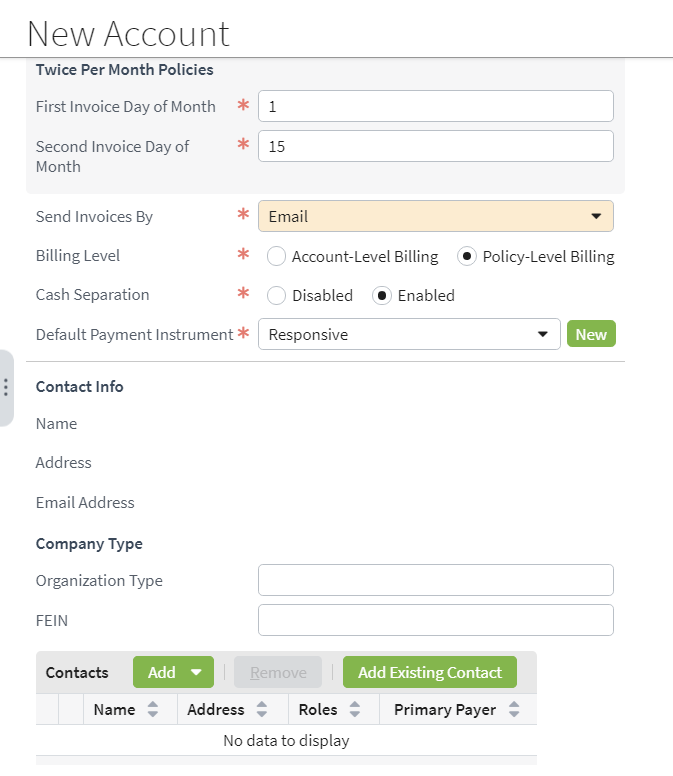 New Account
Twice Per Month Policies
First Invoice Day of Month * 1
Second Invoice Day of Month * 15
Send Invoices By * Email
Billing Level * Account-Level Billing Policy-Level Billing
Cash Separation * Disabled Enabled
Default Payment Instrument * Responsive New
Contact Info
Name
Address
Email Address
Company Type
Organization Type
FEIN
Contacts Add Remove Add Existing Contact
Name Address Roles Primary Payer
No data to display